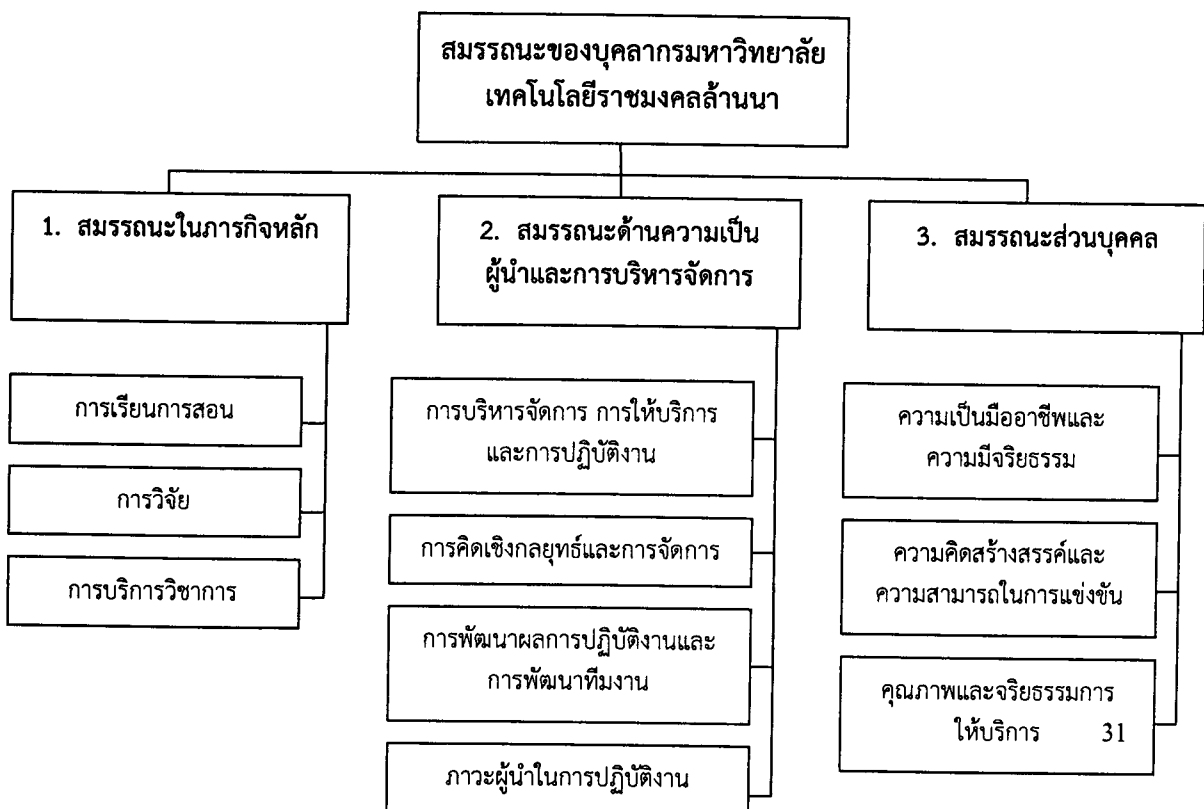 สมรรถนะของบุคลากรมหาวิทยาลัย
เทคโนโลยีราชมงคลล้านนา
1. สมรรถนะในภารกิจหลัก
การเรียนการสอน
การวิจัย
การบริการวิชาการ
2. สมรรถนะด้านความเป็น
ผู้นำและการบริหารจัดการ
การบริหารจัดการ การให้บริการ
และการปฏิบัติงาน
การคิดเชิงกลยุทธ์และการจัดการ
การพัฒนาผลการปฏิบัติงานและ
การพัฒนาทีมงาน
ภาวะผู้นำในการปฏิบัติงาน
3. สมรรถนะส่วนบุคคล
ความเป็นมืออาชีพและ
ความมีจริยธรรม
ความคิดสร้างสรรค์และ
ความสามารถในการแข่งขัน
คุณภาพและจริยธรรมการ
ให้บริการ 31